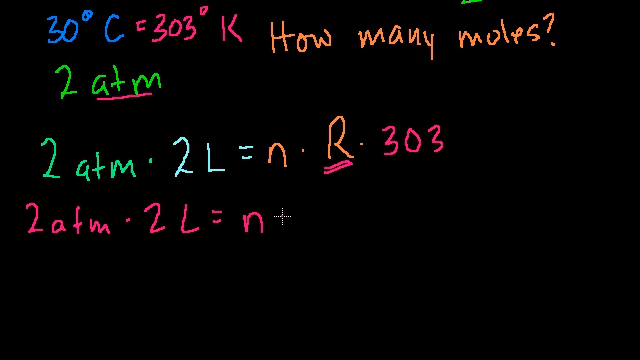 30° C = 303° K How many moles?
2 atm
2 atm · 2 L = n · R · 303
2 atm · 2 L = n